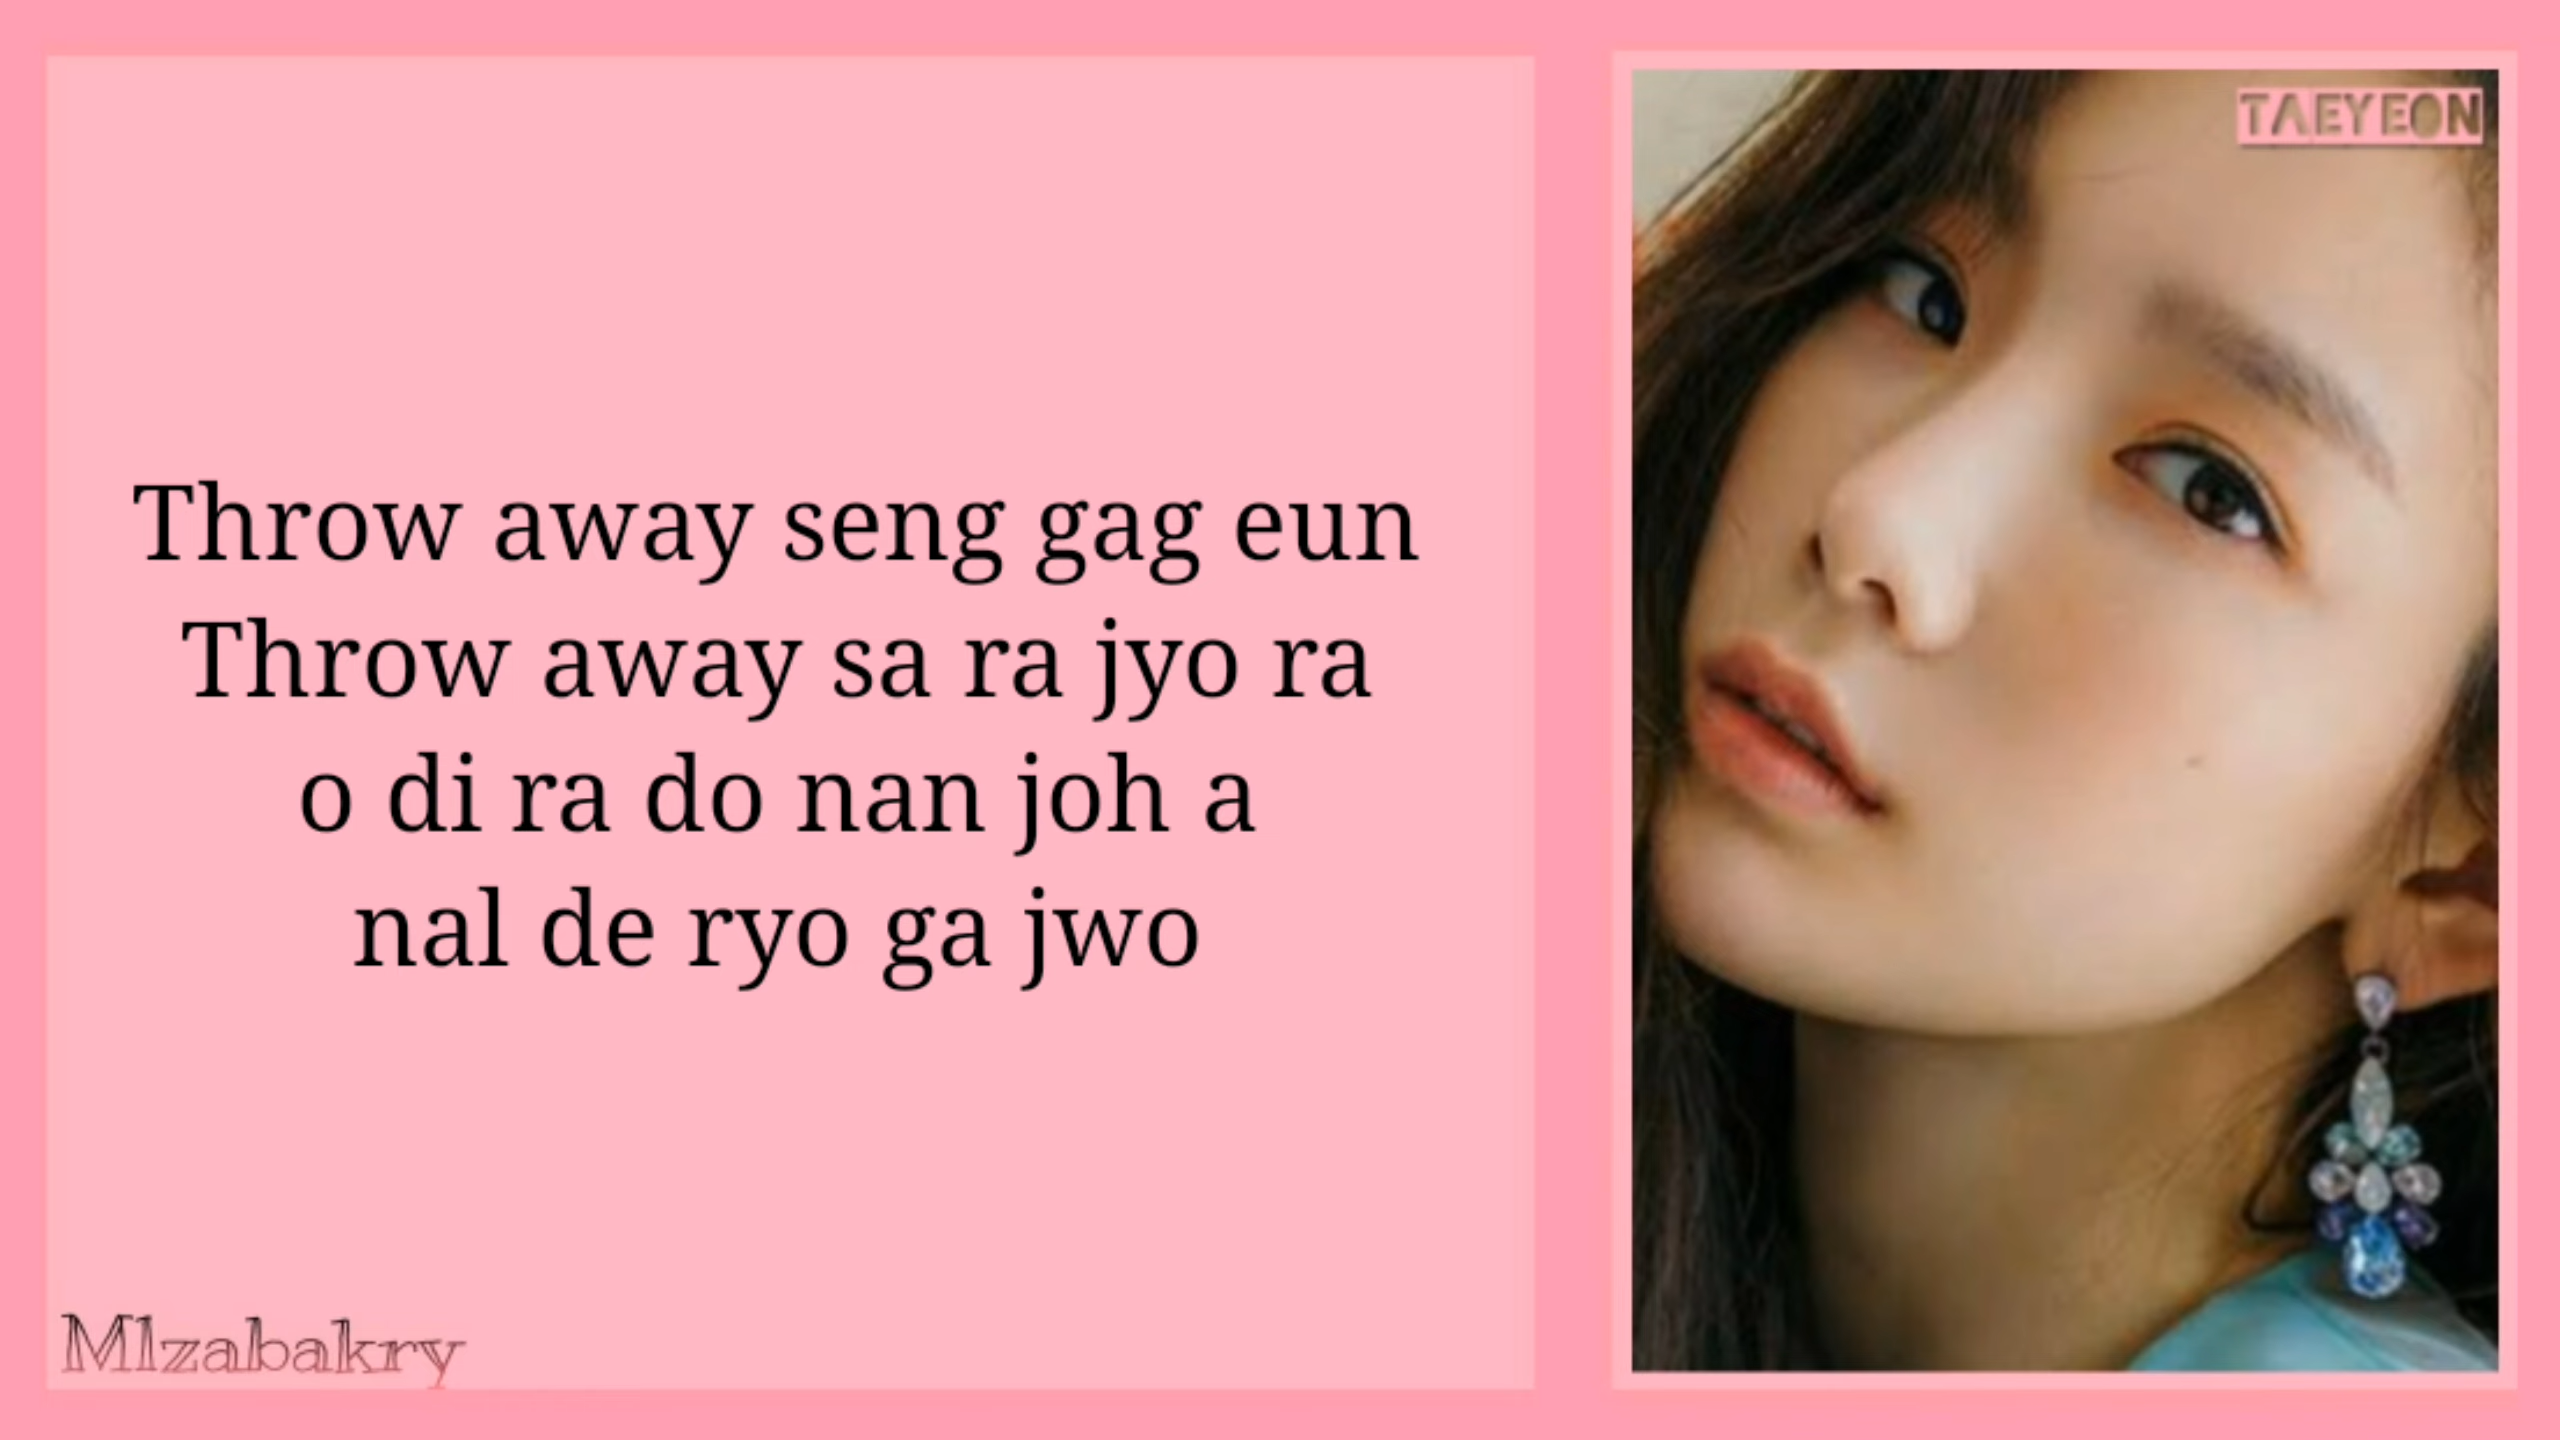 Throw away seng gag eun
Throw away sa ra jyo ra
o di ra do nan joh a
nal de ryo ga jwo
Mlzabakry
TAEYEON